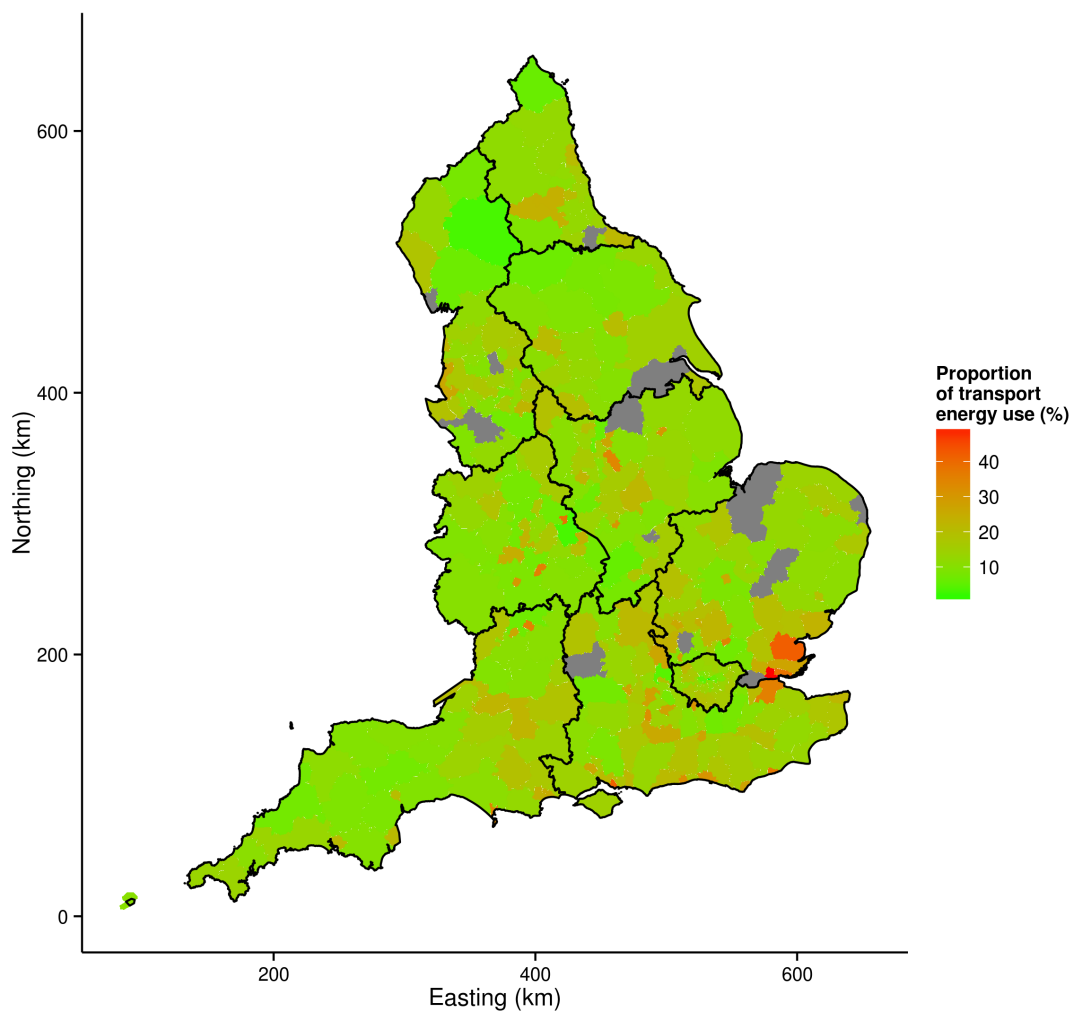 600
400
200
0
Northing (km)
200
400
600
Easting (km)
Proportion
of transport
energy use (%)
40
30
20
10